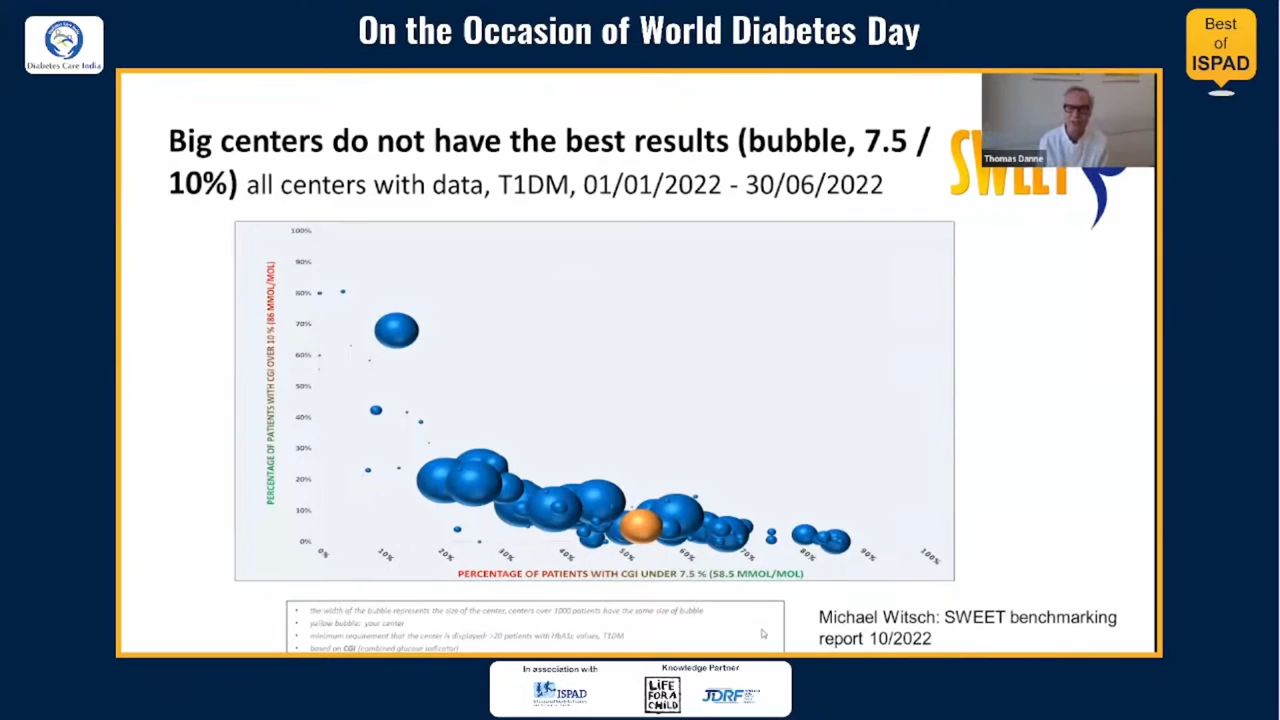 On the Occasion of World Diabetes Day
Diabetes Care India
Best
of
ISPAD
Big centers do not have the best results (bubble, 7.5 /
10%) all centers with data, T1DM, 01/01/2022 - 30/06/2022
Thomas Danne
SWEET
PERCENTAGE OF PATIENTS WITH CGI OVER 10 % (86 MMOL/MOL)
100%
90%
80%
70%
60%
50%
40%
30%
20%
10%
0%
0%
10%
20%
30%
40%
50%
60%
70%
80%
90%
100%
PERCENTAGE OF PATIENTS WITH CGI UNDER 7.5 % (58.5 MMOL/MOL)
• the width of the bubble represents the size of the center, centers over 1000 patients have the same size of bubble
• yellow bubble: your center
• minimum requirement that the center is displayed: >20 patients with HbA1c values, T1DM
• based on CGI (combined glucose indicator)
Michael Witsch: SWEET benchmarking
report 10/2022
In association with
ISPAD
Knowledge Partner
LIFE
FOR A
CHILD
JDRF